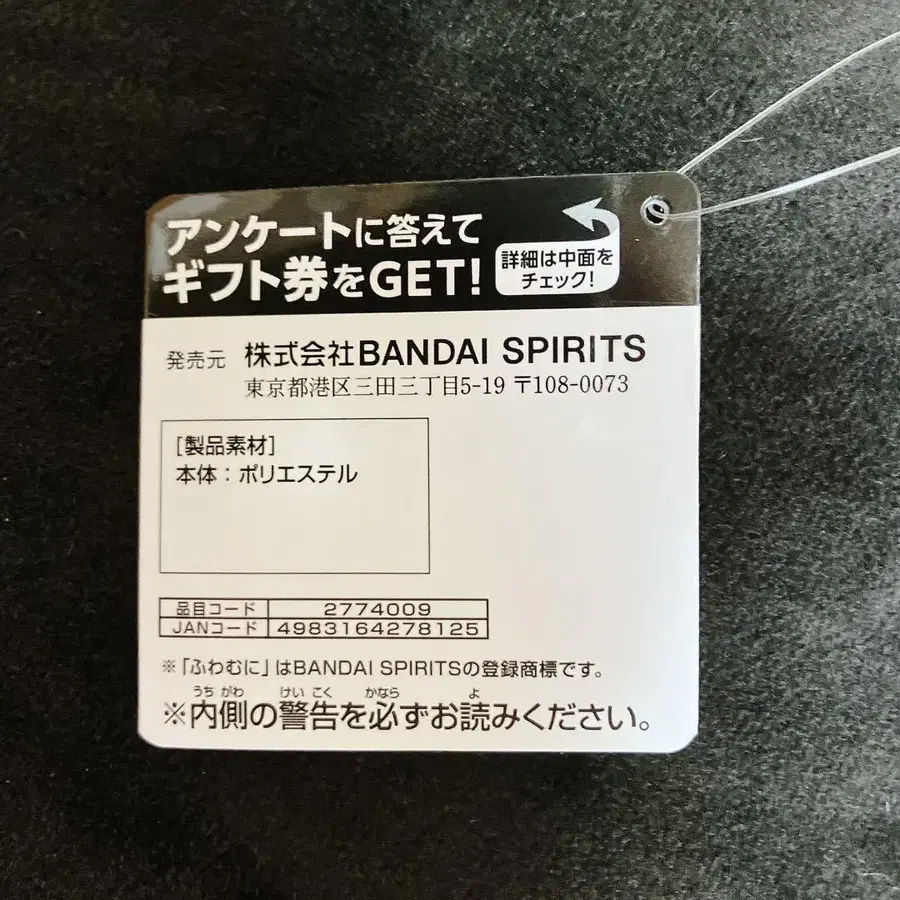 アンケートに答えて
ギフト券をGET!
詳細は中面を
チェック!
発売元 株式会社BANDAI SPIRITS
東京都港区三田三丁目5-19 〒108-0073
[製品素材]
本体：ポリエステル
品目コード 2774009
JANコード 4983164278125
※「ふわむに」はBANDAI SPIRITSの登録商標です。
うちがわ けいこく かなら よ
※内側の警告を必ずお読みください。